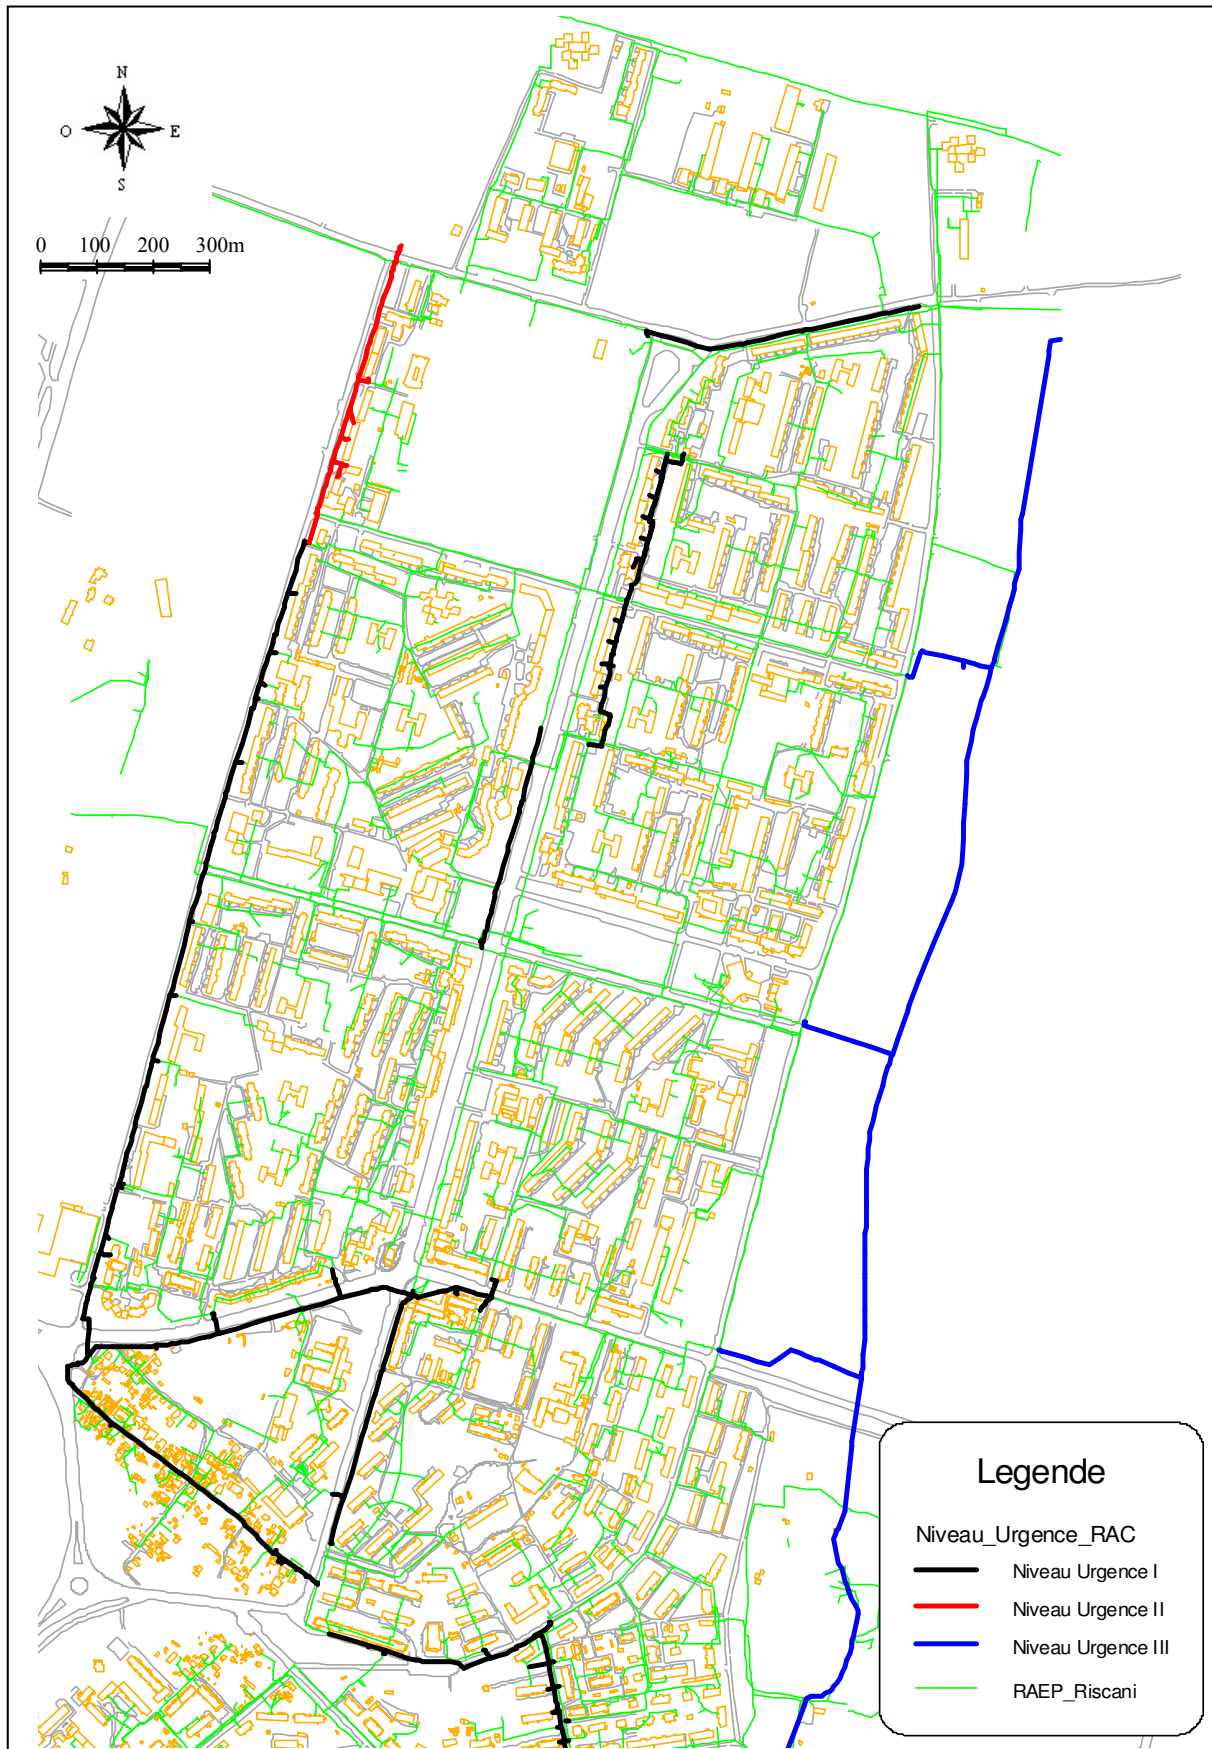 N
O
E
S
0 100 200 300m
Legende
Niveau_Urgence_RAC
Niveau Urgence I
Niveau Urgence II
Niveau Urgence III
RAEP_Riscani